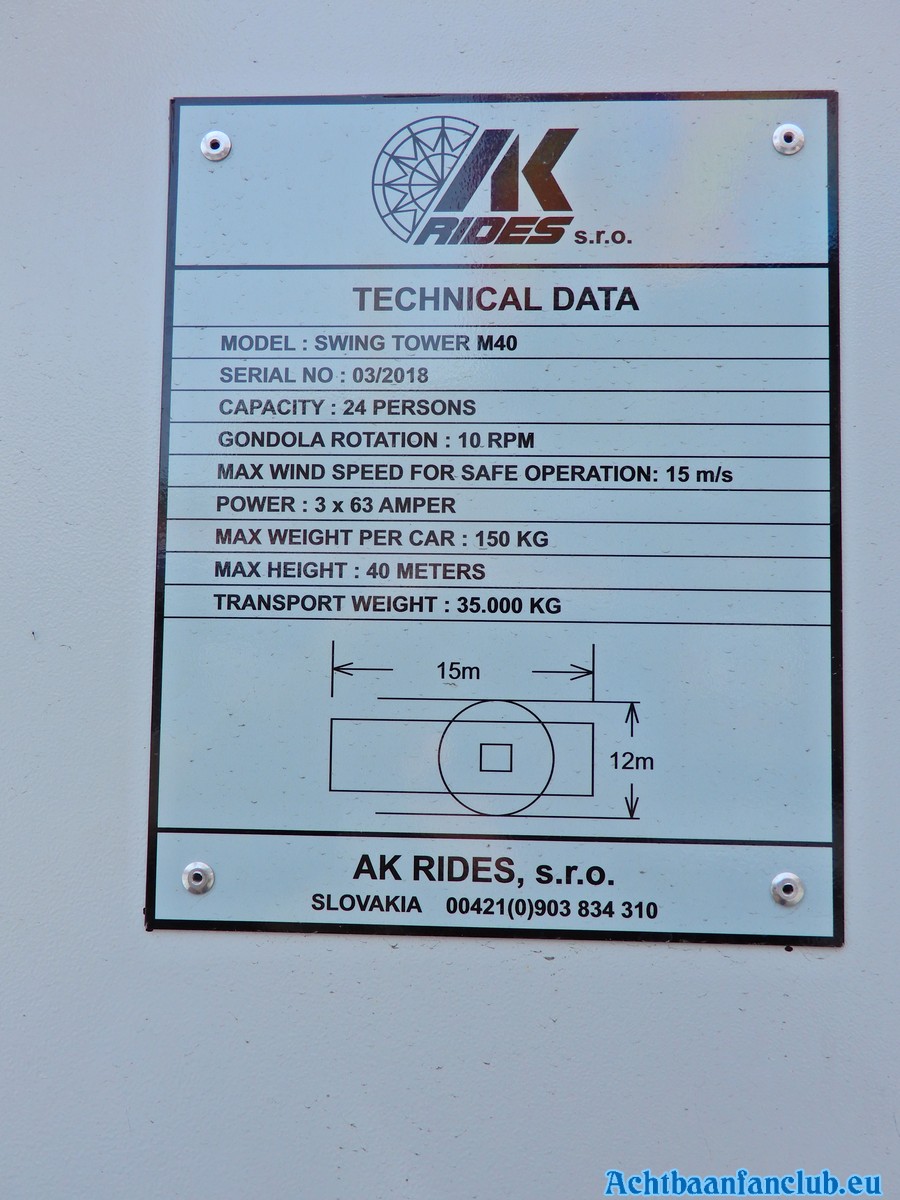 AK
RIDES s.r.o.
TECHNICAL DATA
MODEL : SWING TOWER M40
SERIAL NO : 03/2018
CAPACITY : 24 PERSONS
GONDOLA ROTATION : 10 RPM
MAX WIND SPEED FOR SAFE OPERATION: 15 m/s
POWER : 3 x 63 AMPER
MAX WEIGHT PER CAR : 150 KG
MAX HEIGHT : 40 METERS
TRANSPORT WEIGHT : 35.000 KG
15m
12m
AK RIDES, s.r.o.
SLOVAKIA 00421(0)903 834 310
Achtbaanfanclub.eu